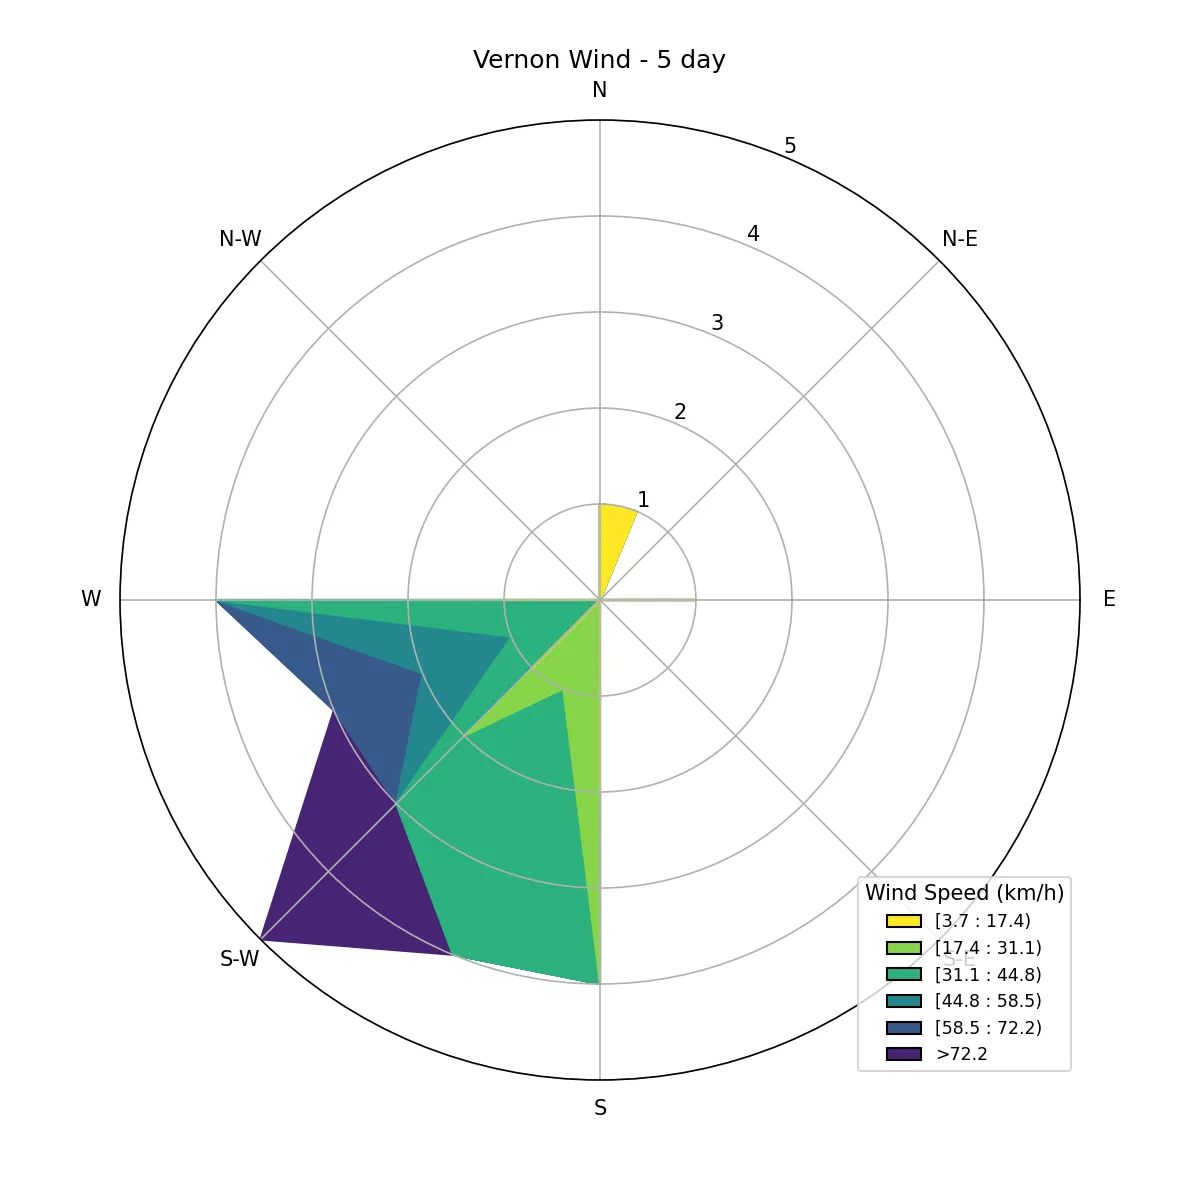 Vernon Wind - 5 day
N
5
N-W
N-E
4
3
2
1
W
E
Wind Speed (km/h)
[3.7 : 17.4)
[17.4 : 31.1)
S-W
S-E
[31.1 : 44.8)
[44.8 : 58.5)
[58.5 : 72.2)
>72.2
S